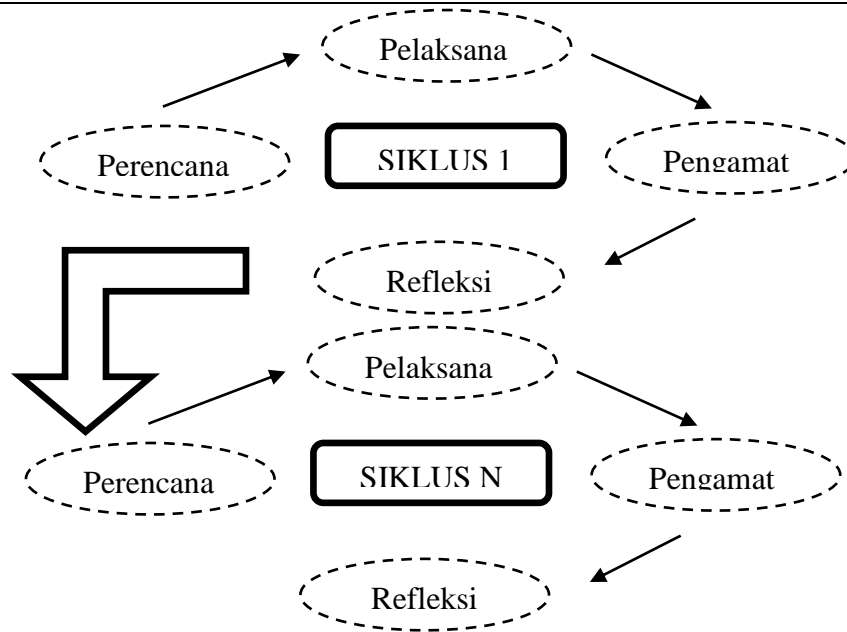 Pelaksana
Perencana
SIKLUS 1
Pengamat
Refleksi
Pelaksana
Perencana
SIKLUS N
Pengamat
Refleksi